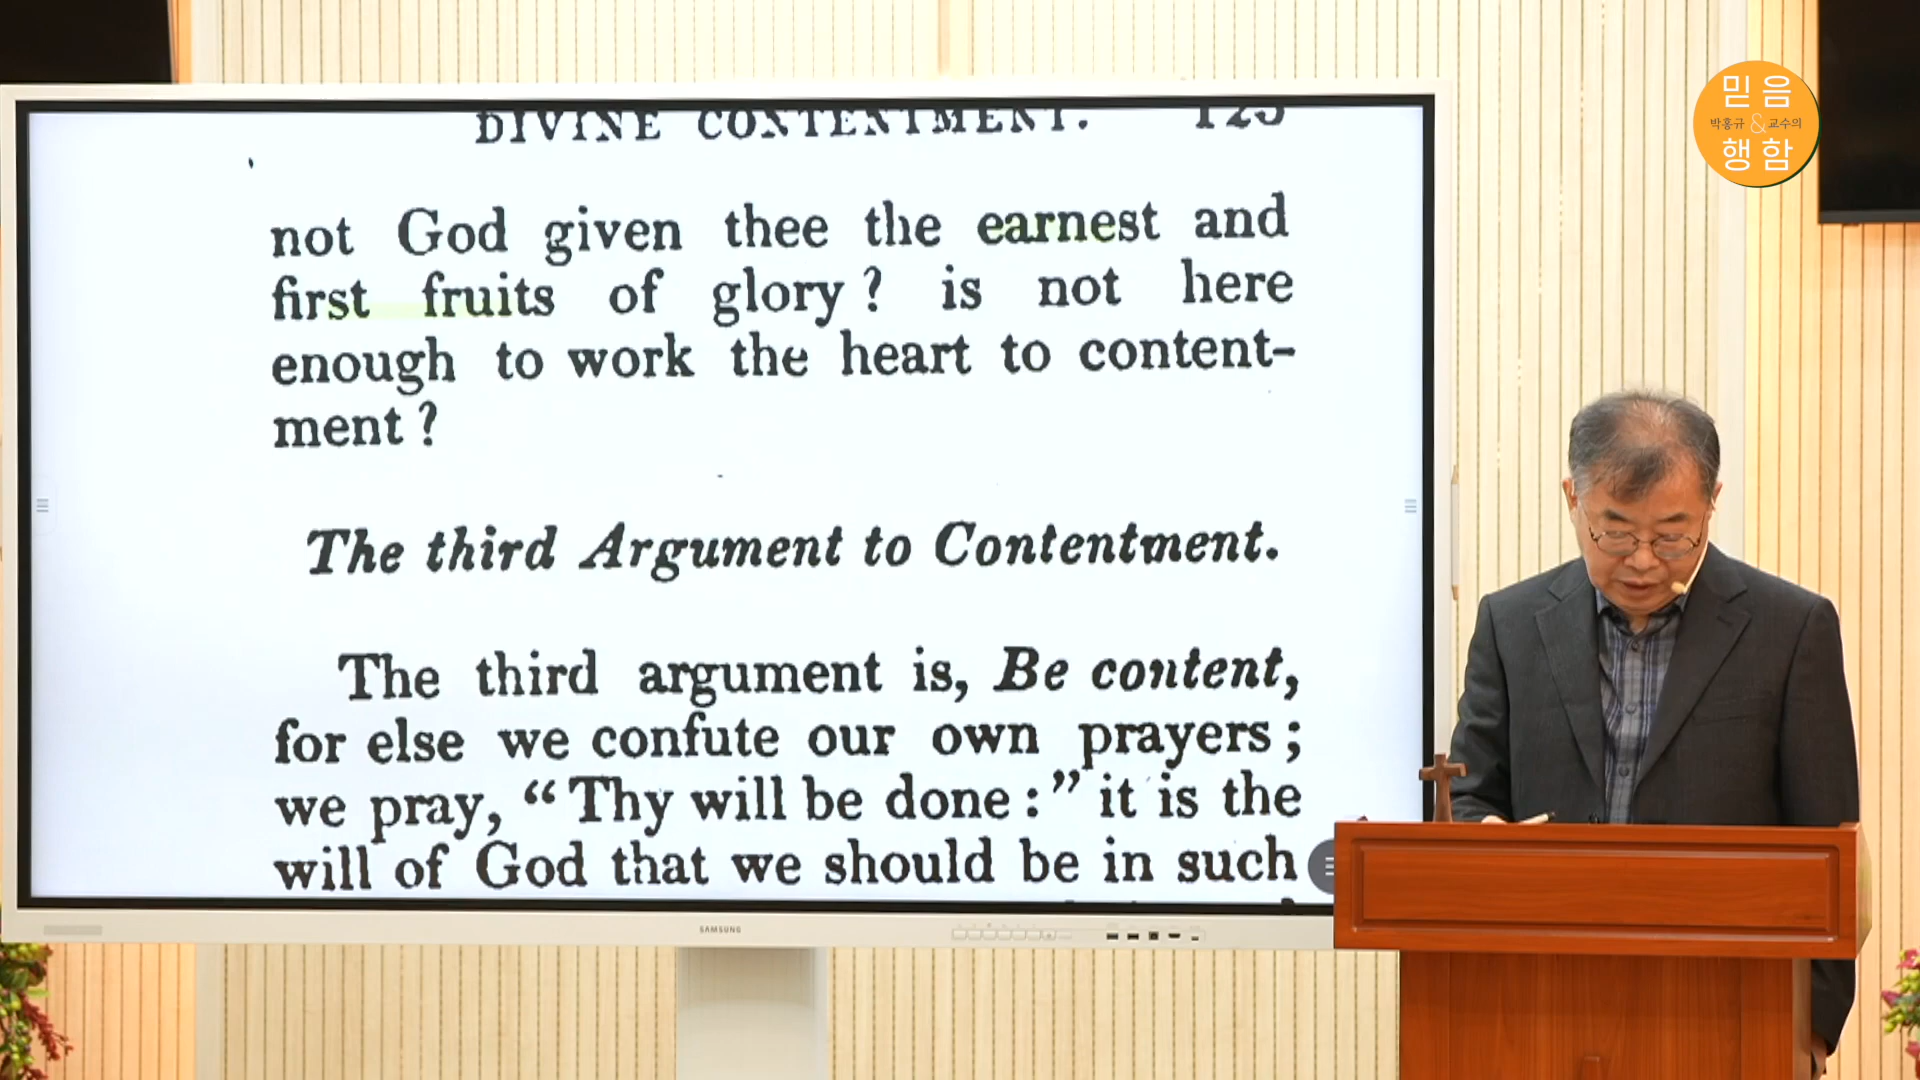 DIVINE CONTENTMENT. 125
not God given thee the earnest and
first fruits of glory ? is not here
enough to work the heart to content-
ment ?
The third Argument to Contentment.
The third argument is, Be content,
for else we confute our own prayers ;
we pray, “ Thy will be done : ” it is the
will of God that we should be in such
SAMSUNG
믿음
박홍규 & 교수의
행함